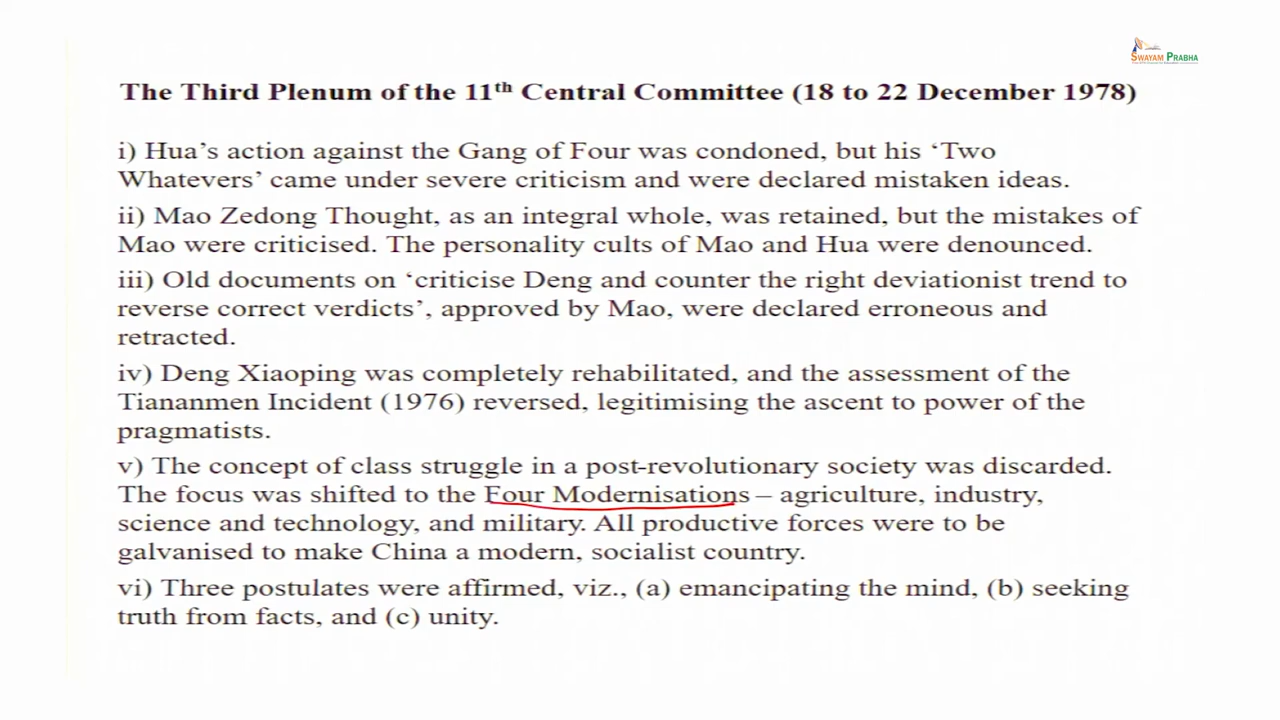 SWAYAM PRABHA
The Third Plenum of the 11th Central Committee (18 to 22 December 1978)
i) Hua's action against the Gang of Four was condoned, but his ‘Two
Whatevers’ came under severe criticism and were declared mistaken ideas.
ii) Mao Zedong Thought, as an integral whole, was retained, but the mistakes of
Mao were criticised. The personality cults of Mao and Hua were denounced.
iii) Old documents on ‘criticise Deng and counter the right deviationist trend to
reverse correct verdicts’, approved by Mao, were declared erroneous and
retracted.
iv) Deng Xiaoping was completely rehabilitated, and the assessment of the
Tiananmen Incident (1976) reversed, legitimising the ascent to power of the
pragmatists.
v) The concept of class struggle in a post-revolutionary society was discarded.
The focus was shifted to the Four Modernisations – agriculture, industry,
science and technology, and military. All productive forces were to be
galvanised to make China a modern, socialist country.
vi) Three postulates were affirmed, viz., (a) emancipating the mind, (b) seeking
truth from facts, and (c) unity.